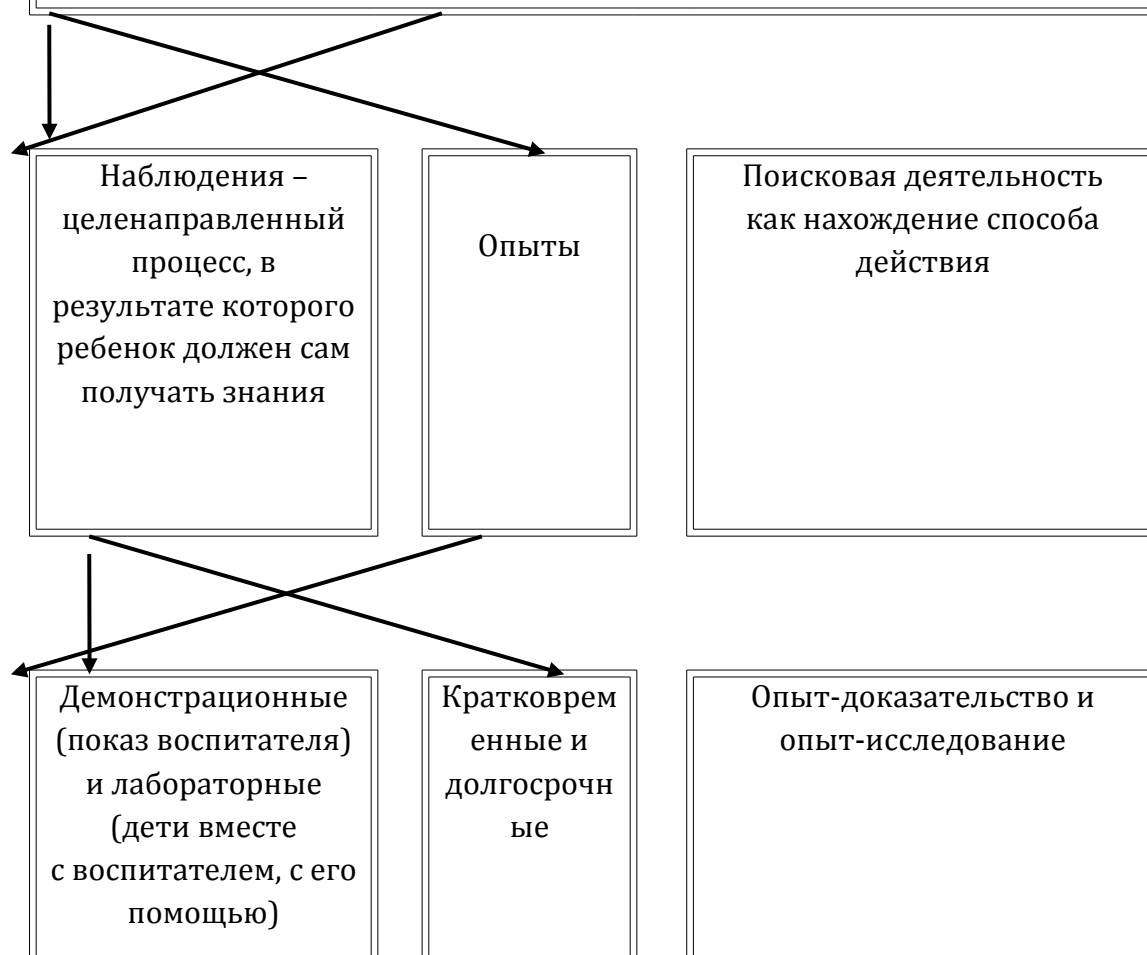 Наблюдения –
целенаправленный
процесс, в
результате которого
ребенок должен сам
получать знания
Опыты
Поисковая деятельность
как нахождение способа
действия
Демонстрационные
(показ воспитателя)
и лабораторные
(дети вместе
с воспитателем, с его
помощью)
Кратковрем
енные и
долгосрочн
ые
Опыт-доказательство и
опыт-исследование